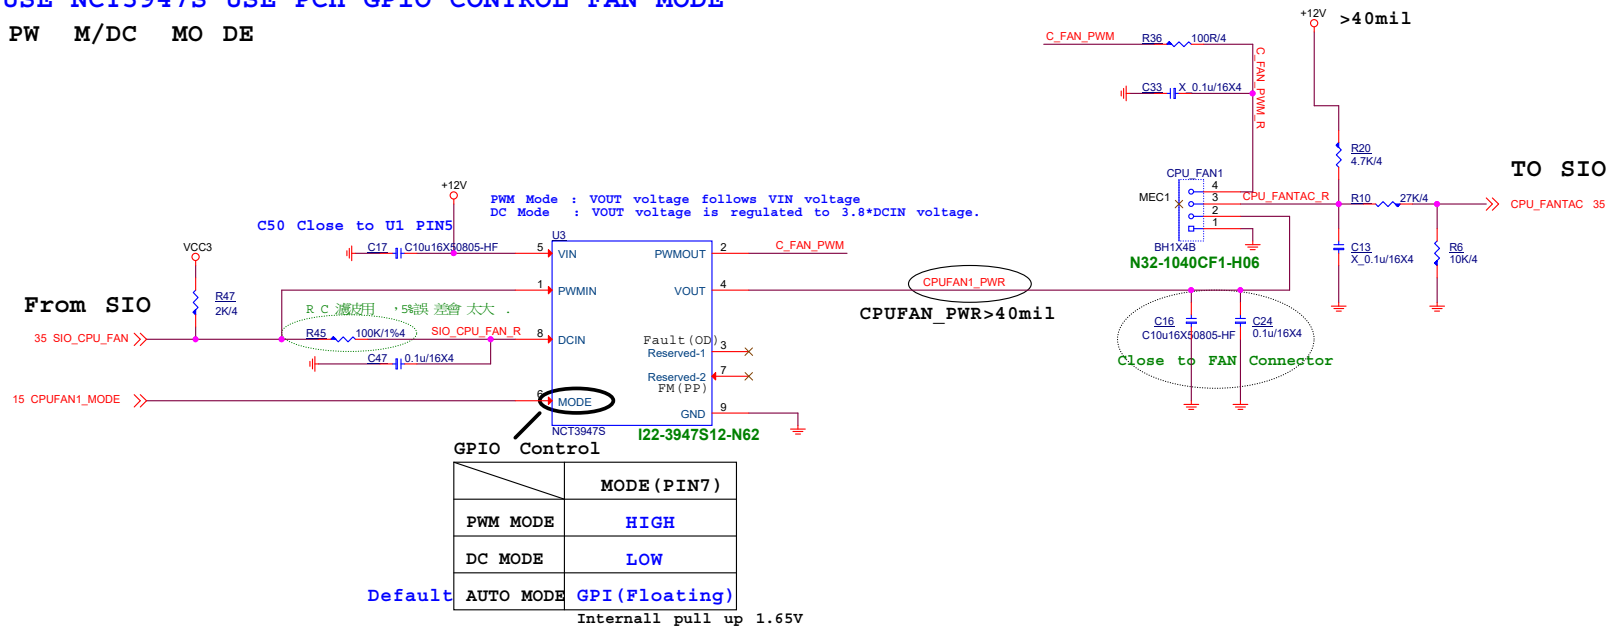 USE NCT3947S USE PCH GPIO CONTROL FAN MODE
PW M/DC MO DE
+12V >40mil
C_FAN_PWM R36 100R/4
C_FAN_PWM_R
C33 X_0.1u/16X4
R20
4.7K/4
TO SIO
CPU_FAN1
MEC1
4
3
2
1
CPU_FANTAC_R R10 27K/4 CPU_FANTAC 35
BH1X4B
N32-1040CF1-H06
C13
X_0.1u/16X4
R6
10K/4
+12V
PWM Mode : VOUT voltage follows VIN voltage
DC Mode : VOUT voltage is regulated to 3.8*DCIN voltage.
C50 Close to U1 PIN5
VCC3
C17 C10u16X50805-HF
U3
5 VIN
PWMOUT 2 C_FAN_PWM
1 PWMIN
VOUT 4 CPUFAN1_PWR
CPUFAN_PWR>40mil
From SIO
R47
2K/4
35 SIO_CPU_FAN
R45 100K/1%4 SIO_CPU_FAN_R 8 DCIN
C47 0.1u/16X4
Fault(OD)
Reserved-1 3
Reserved-2 7
FM(PP)
15 CPUFAN1_MODE
6 MODE
GND 9
NCT3947S
I22-3947S12-N62
C16
C10u16X50805-HF
C24
0.1u/16X4
Close to FAN Connector
GPIO Control
MODE(PIN7)
PWM MODE HIGH
DC MODE LOW
Default AUTO MODE GPI(Floating)
Internall pull up 1.65V